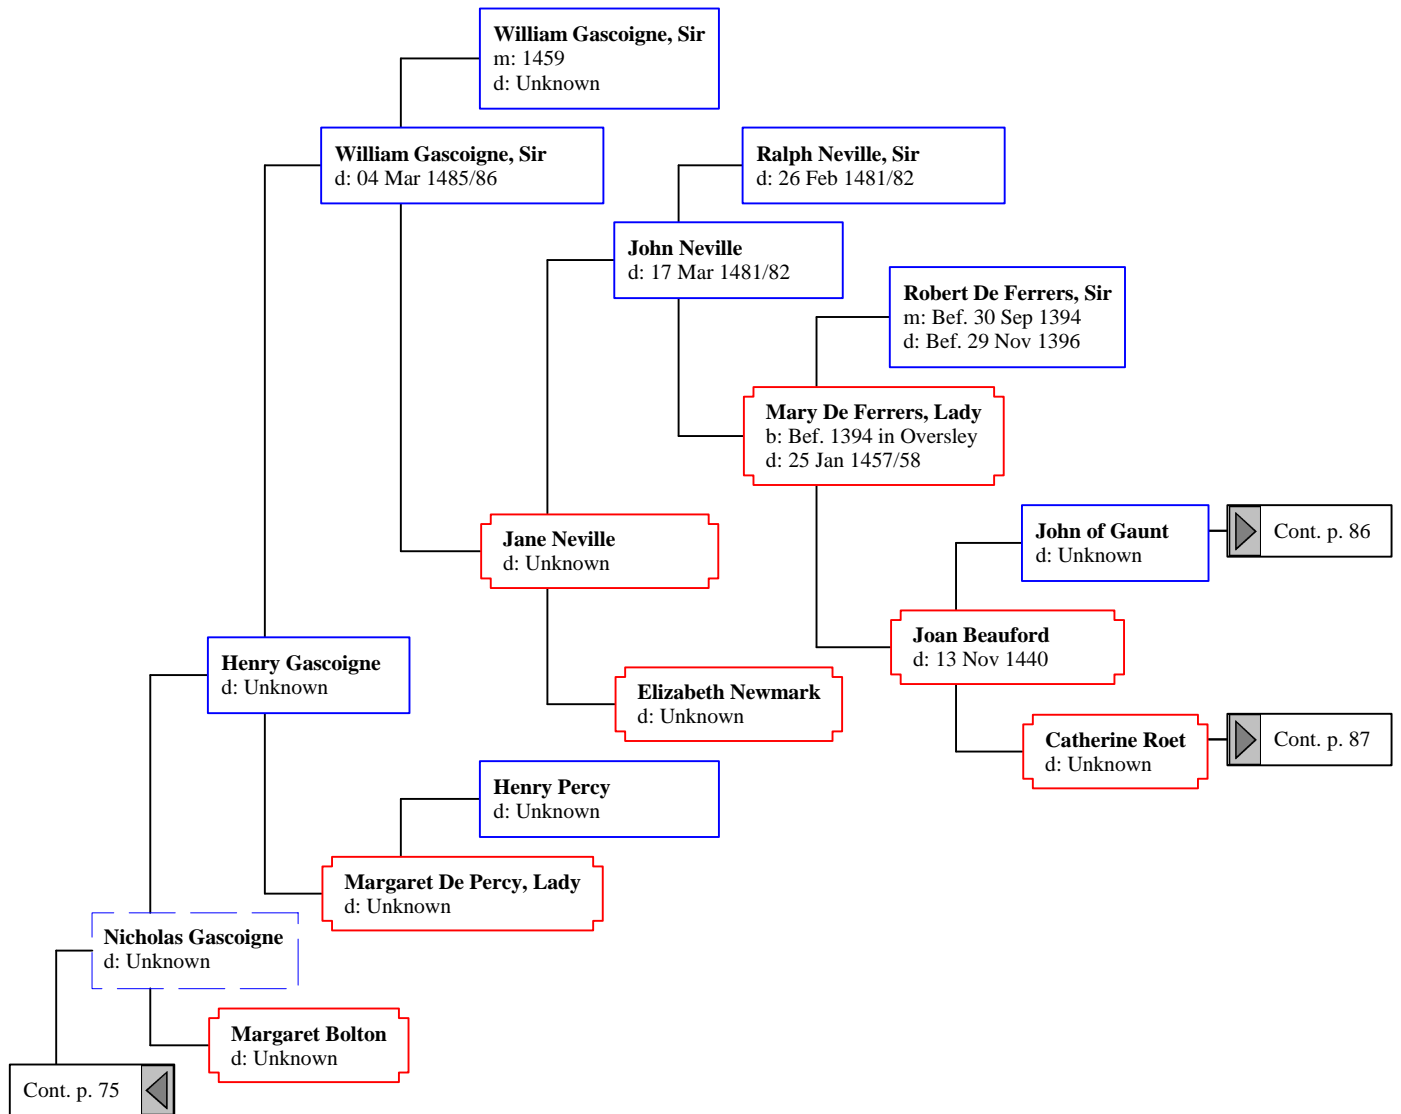 William Gascoigne, Sir
m: 1459
d: Unknown
William Gascoigne, Sir
d: 04 Mar 1485/86
Ralph Neville, Sir
d: 26 Feb 1481/82
John Neville
d: 17 Mar 1481/82
Robert De Ferrers, Sir
m: Bef. 30 Sep 1394
d: Bef. 29 Nov 1396
Mary De Ferrers, Lady
b: Bef. 1394 in Oversley
d: 25 Jan 1457/58
Jane Neville
d: Unknown
John of Gaunt
d: Unknown
Cont. p. 86
Joan Beauford
d: 13 Nov 1440
Henry Gascoigne
d: Unknown
Elizabeth Newmark
d: Unknown
Catherine Roet
d: Unknown
Cont. p. 87
Henry Percy
d: Unknown
Margaret De Percy, Lady
d: Unknown
Nicholas Gascoigne
d: Unknown
Margaret Bolton
d: Unknown
Cont. p. 75